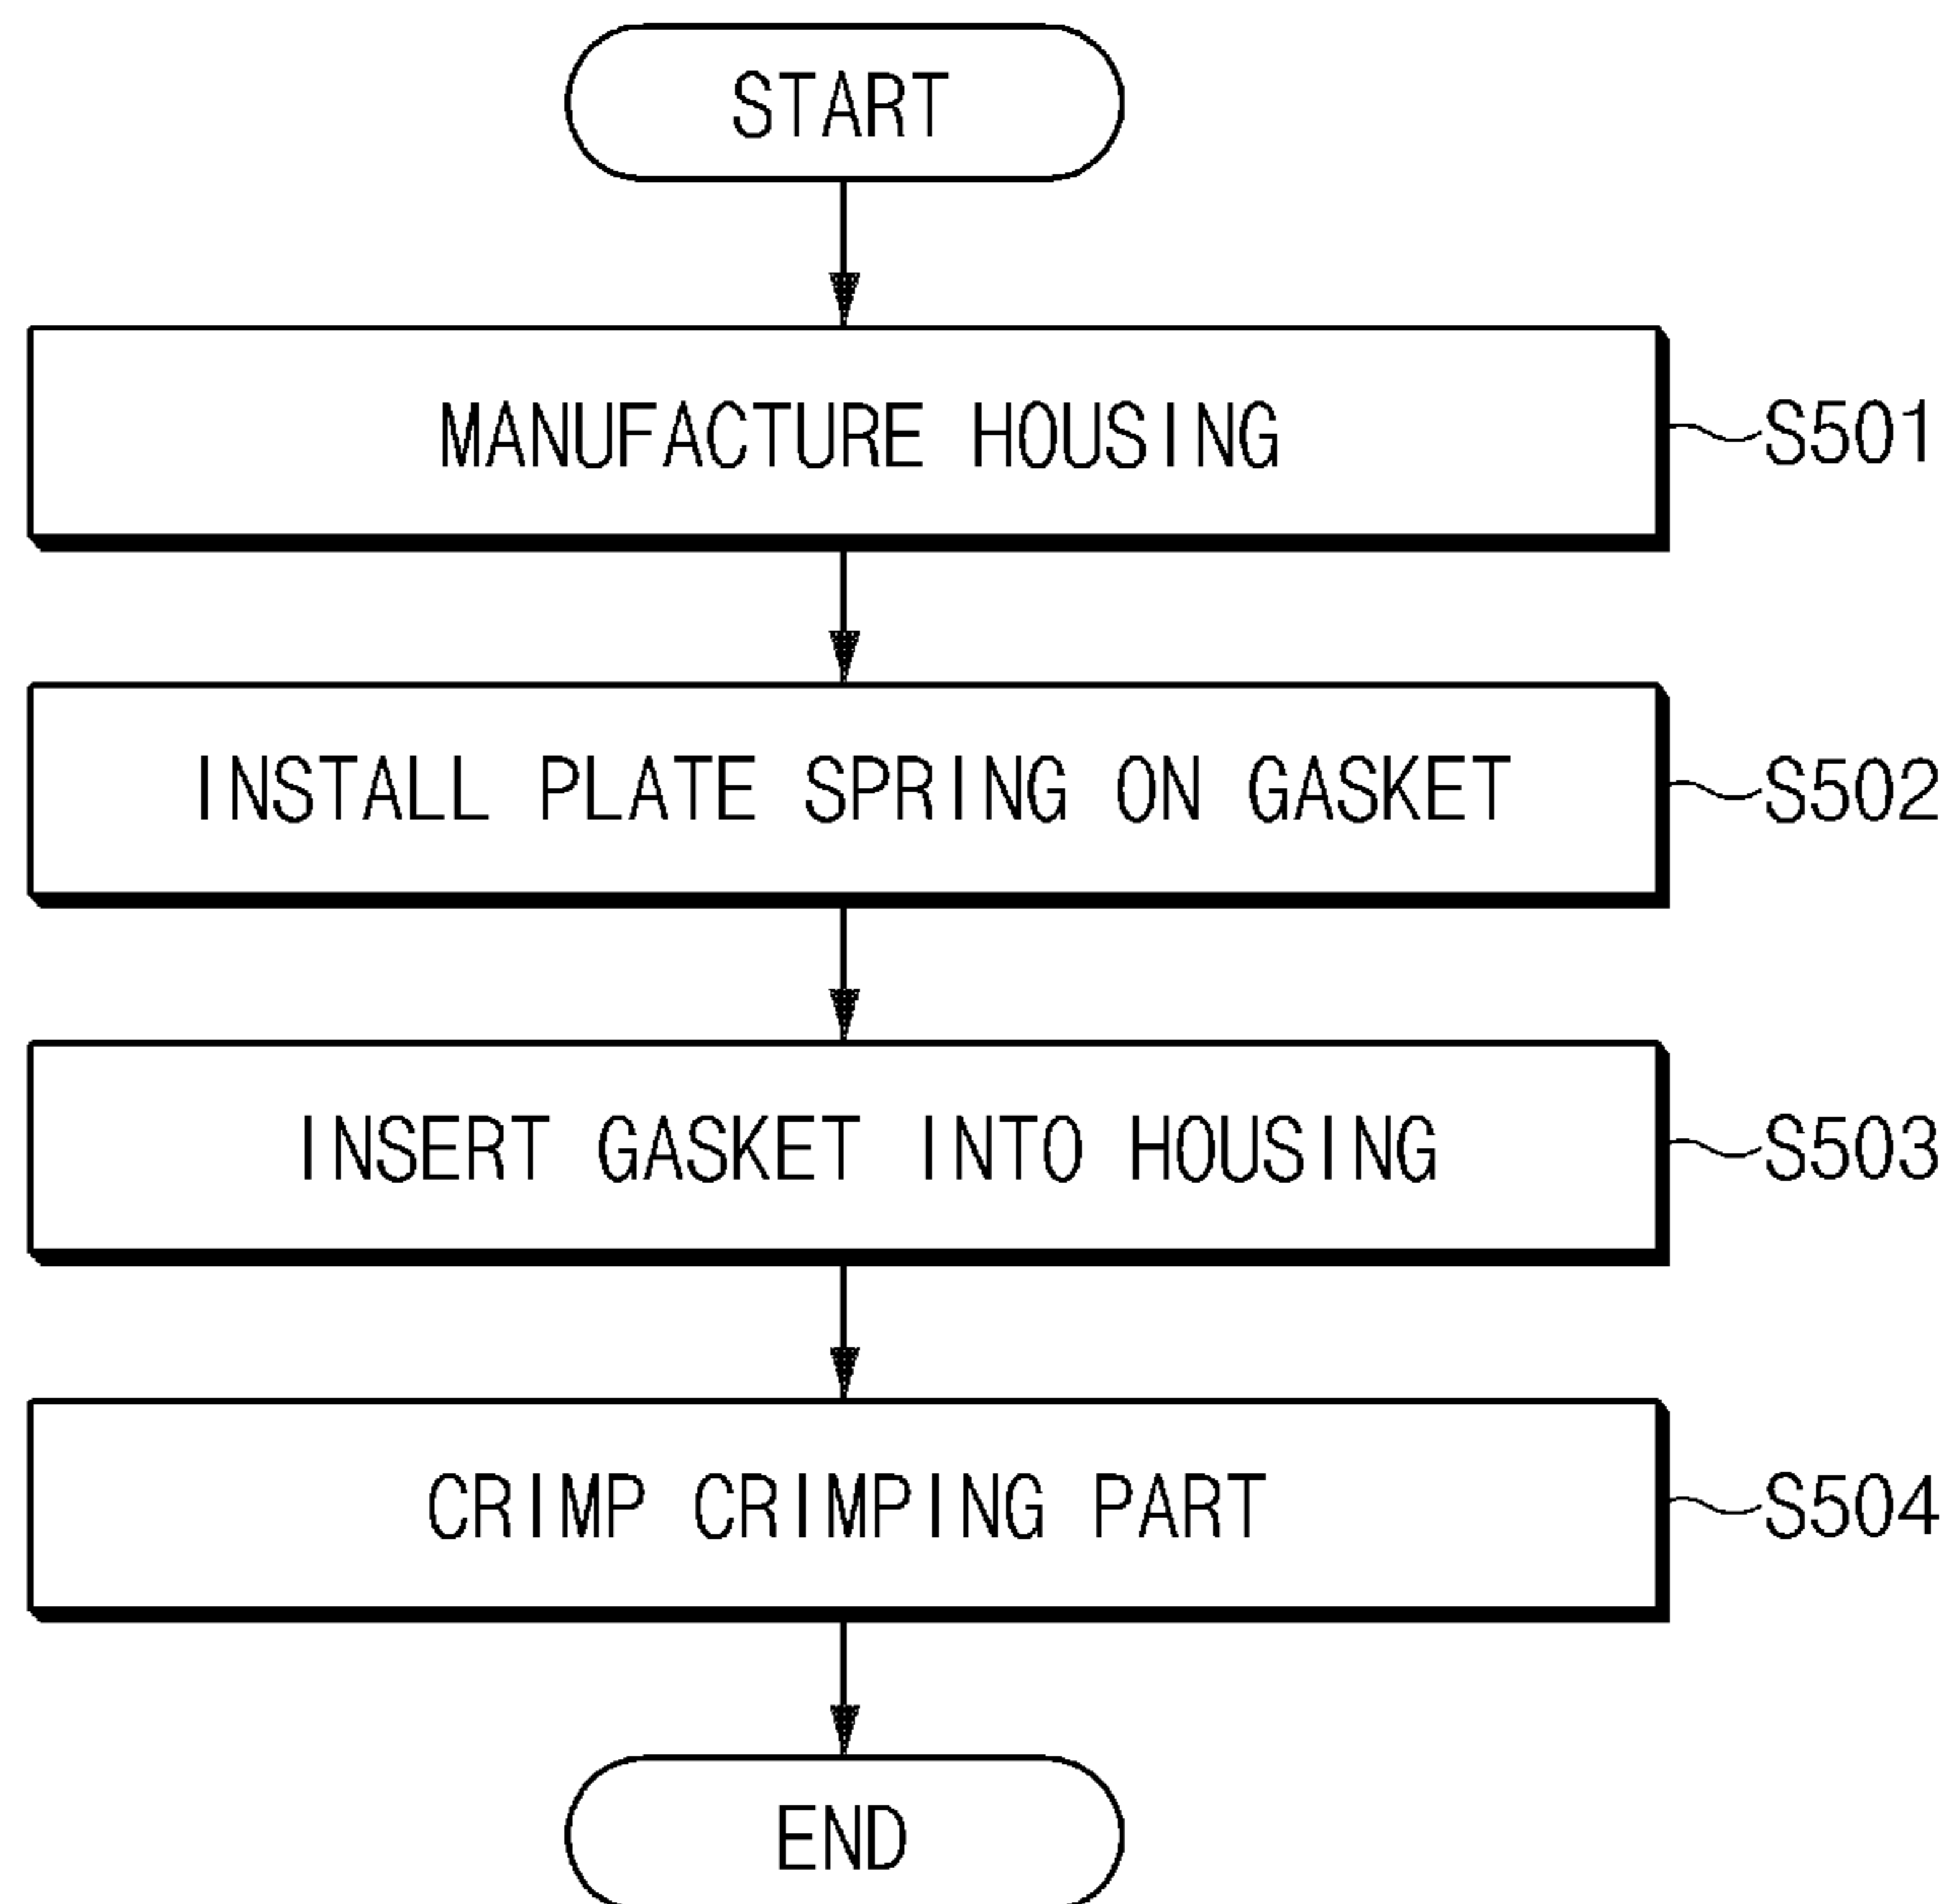 START
MANUFACTURE HOUSING
S501
INSTALL PLATE SPRING ON GASKET
S502
INSERT GASKET INTO HOUSING
S503
CRIMP CRIMPING PART
S504
END